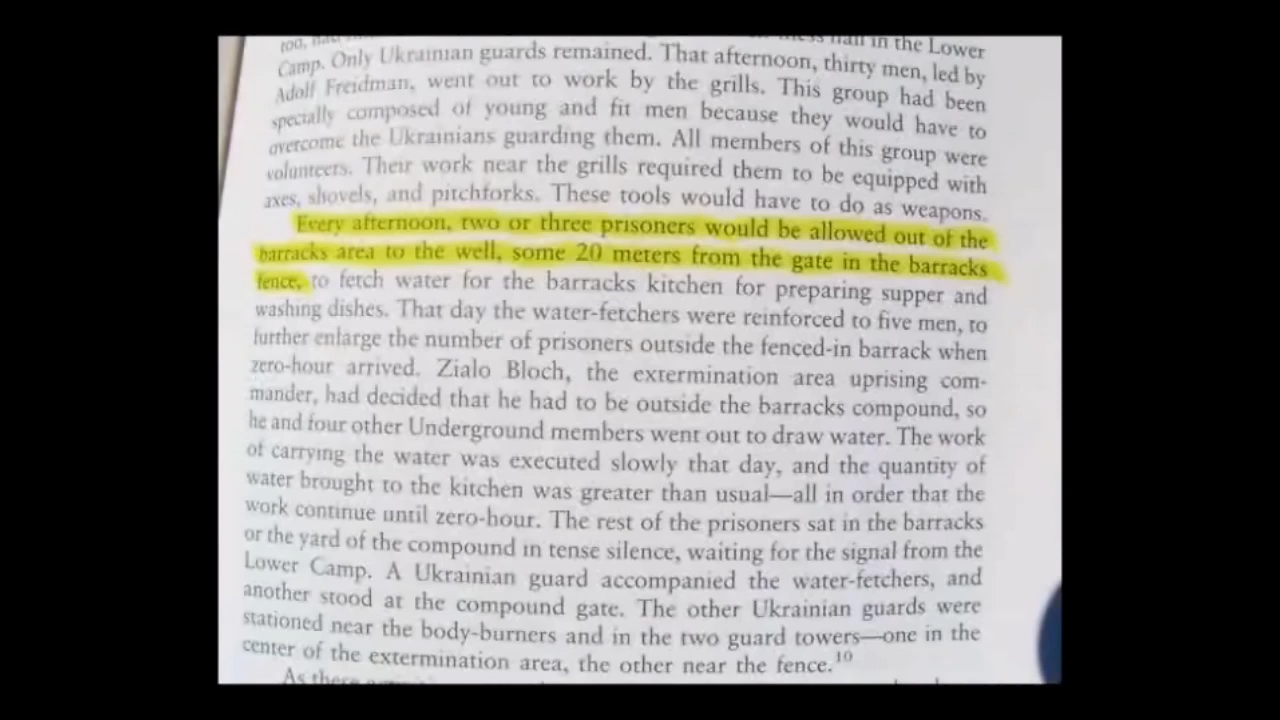 hall in the Lower
Camp. Only Ukrainian guards remained. That afternoon, thirty men, led by
Adolf Freidman, went out to work by the grills. This group had been
specially composed of young and fit men because they would have to
overcome the Ukrainians guarding them. All members of this group were
volunteers. Their work near the grills required them to be equipped with
axes, shovels, and pitchforks. These tools would have to do as weapons.
Every afternoon, two or three prisoners would be allowed out of the
barracks area to the well, some 20 meters from the gate in the barracks
fence, to fetch water for the barracks kitchen for preparing supper and
washing dishes. That day the water-fetchers were reinforced to five men, to
further enlarge the number of prisoners outside the fenced-in barrack when
zero-hour arrived. Zialo Bloch, the extermination area uprising com-
mander, had decided that he had to be outside the barracks compound, so
he and four other Underground members went out to draw water. The work
of carrying the water was executed slowly that day, and the quantity of
water brought to the kitchen was greater than usual—all in order that the
work continue until zero-hour. The rest of the prisoners sat in the barracks
or the yard of the compound in tense silence, waiting for the signal from the
Lower Camp. A Ukrainian guard accompanied the water-fetchers, and
another stood at the compound gate. The other Ukrainian guards were
stationed near the body-burners and in the two guard towers—one in the
center of the extermination area, the other near the fence.10
As these